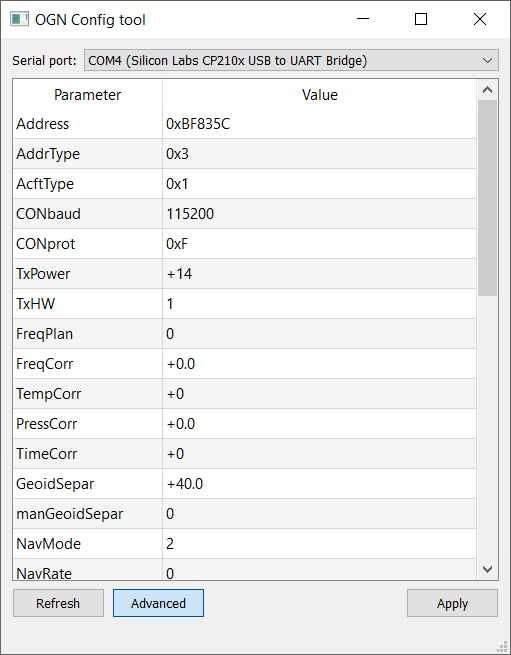 OGN Config tool
Serial port: COM4 (Silicon Labs CP210x USB to UART Bridge)
Parameter Value
Address 0xBF835C
AddrType 0x3
AcftType 0x1
CONbaud 115200
CONprot 0xF
TxPower +14
TxHW 1
FreqPlan 0
FreqCorr +0.0
TempCorr +0
PressCorr +0.0
TimeCorr +0
GeoidSepar +40.0
manGeoidSepar 0
NavMode 2
NavRate 0
Refresh Advanced Apply